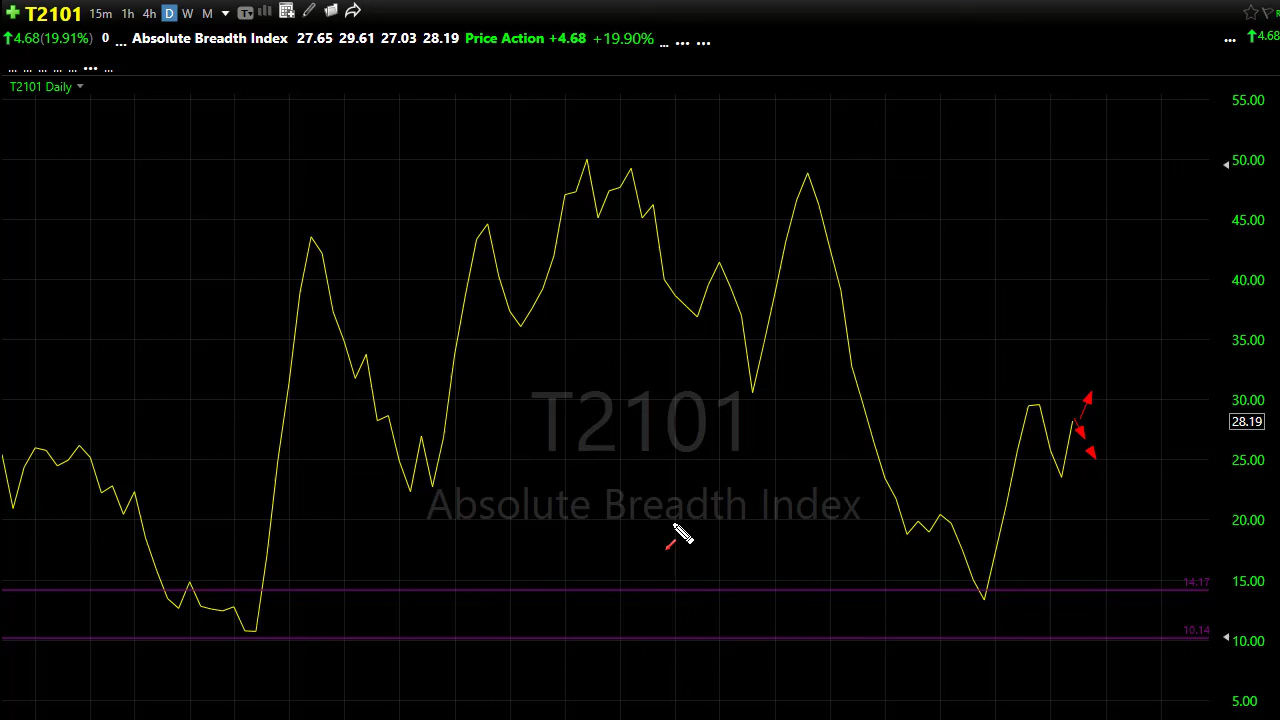 T2101 15m 1h 4h D W M
4.68(19.91%) 0 ... Absolute Breadth Index 27.65 29.61 27.03 28.19 Price Action +4.68 +19.90% ... ... ... ... 4.68
... ... ... ... ... ... ...
T2101 Daily
55.00
50.00
45.00
40.00
35.00
30.00
T2101
28.19
25.00
Absolute Breadth Index
20.00
14.17
15.00
10.14
10.00
5.00